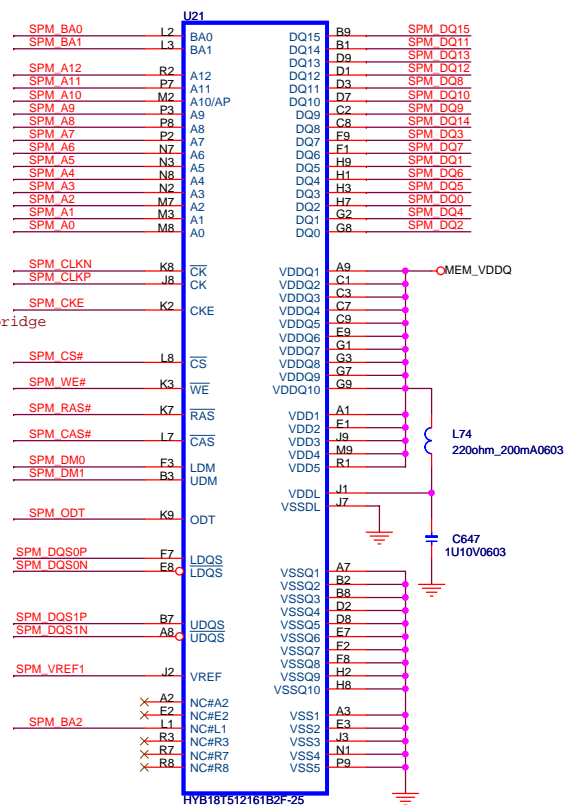 U21
SPM_BA0 L2 BA0 DQ15 B9 SPM_DQ15
SPM_BA1 L3 BA1 DQ14 B1 SPM_DQ11
DQ13 D9 SPM_DQ13
SPM_A12 R2 A12 DQ12 D1 SPM_DQ12
SPM_A11 P7 A11 DQ11 D3 SPM_DQ8
SPM_A10 M2 A10/AP DQ10 D7 SPM_DQ10
SPM_A9 P3 A9 DQ9 C2 SPM_DQ9
SPM_A8 P8 A8 DQ8 C8 SPM_DQ14
SPM_A7 P2 A7 DQ7 F9 SPM_DQ3
SPM_A6 N7 A6 DQ6 F1 SPM_DQ7
SPM_A5 N3 A5 DQ5 H9 SPM_DQ1
SPM_A4 N8 A4 DQ4 H1 SPM_DQ6
SPM_A3 N2 A3 DQ3 H3 SPM_DQ5
SPM_A2 M7 A2 DQ2 H7 SPM_DQ0
SPM_A1 M3 A1 DQ1 G2 SPM_DQ4
SPM_A0 M8 A0 DQ0 G8 SPM_DQ2
SPM_CLKN K8 CK VDDQ1 A9 MEM_VDDQ
SPM_CLKP J8 CK VDDQ2 C1
VDDQ3 C3
SPM_CKE K2 CKE VDDQ4 C7
ridge VDDQ5 C9
VDDQ6 E9
VDDQ7 G1
SPM_CS# L8 CS VDDQ8 G3
VDDQ9 G7
SPM_WE# K3 WE VDDQ10 G9
SPM_RAS# K7 RAS VDD1 A1
VDD2 E1
SPM_CAS# L7 CAS VDD3 J9 L74
VDD4 M9 220ohm_200mA0603
SPM_DM0 F3 LDM VDD5 R1
SPM_DM1 B3 UDM
VDDL J1
VSSDL J7
SPM_ODT K9 ODT
C647
1U10V0603
SPM_DQS0P F7 LDQS
SPM_DQS0N E8 LDQS VSSQ1 A7
VSSQ2 B2
VSSQ3 B8
VSSQ4 D2
SPM_DQS1P B7 UDQS VSSQ5 D8
SPM_DQS1N A8 UDQS VSSQ6 E7
VSSQ7 F2
VSSQ8 F8
SPM_VREF1 J2 VREF VSSQ9 H2
VSSQ10 H8
A2 NC#A2
E2 NC#E2 VSS1 A3
SPM_BA2 L1 NC#L1 VSS2 E3
R3 NC#R3 VSS3 J3
R7 NC#R7 VSS4 N1
R8 NC#R8 VSS5 P9
HYB18T512161B2F-25